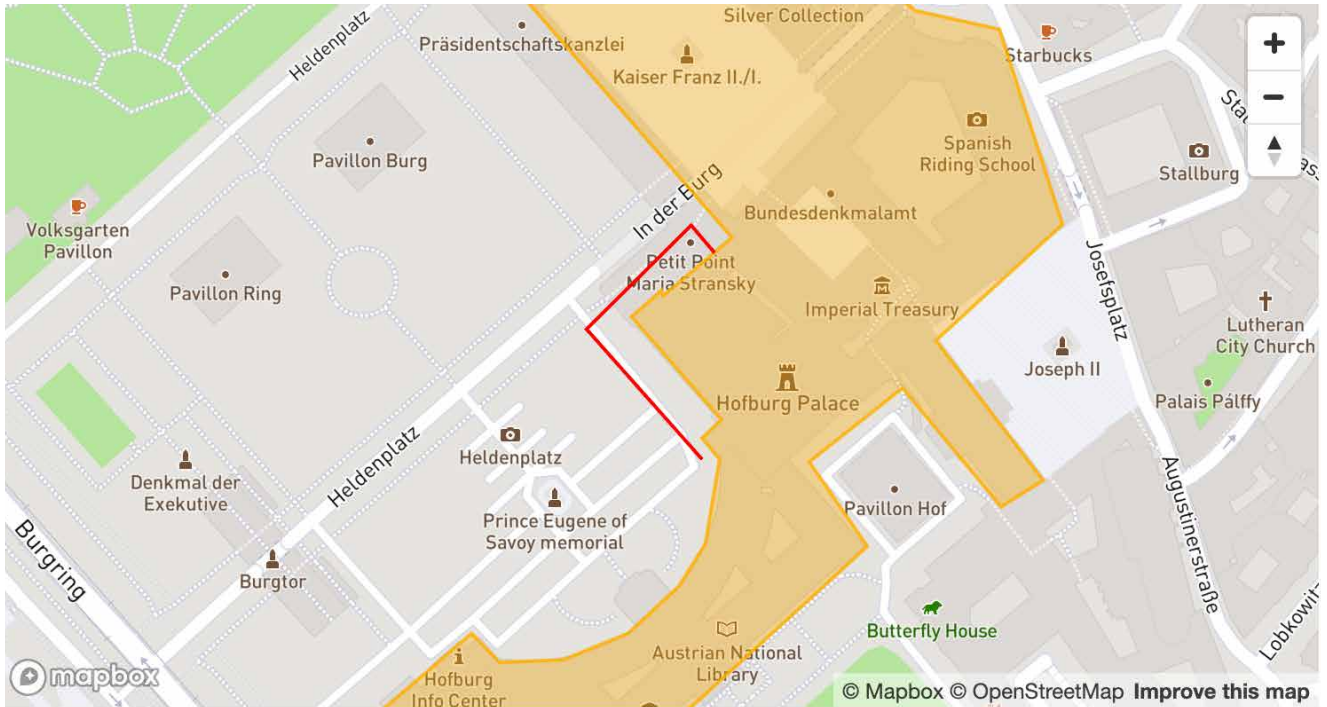 Silver Collection
Heldenplatz
Präsidentschaftskanzlei
Kaiser Franz II./I.
Starbucks
+
−
Spanish
Riding School
Stallburg
Pavillon Burg
In der Burg
Bundesdenkmalamt
Volksgarten
Pavillon
Pavillon Ring
Petit Point
Maria Stransky
Imperial Treasury
Josefsplatz
Joseph II
Lutheran
City Church
Hofburg Palace
Palais Pálffy
Heldenplatz
Heldenplatz
Denkmal der
Exekutive
Prince Eugene of
Savoy memorial
Pavillon Hof
Augustinerstraße
Burgring
Burgtor
Butterfly House
Austrian National
Library
Hofburg
Info Center
mapbox
© Mapbox © OpenStreetMap Improve this map